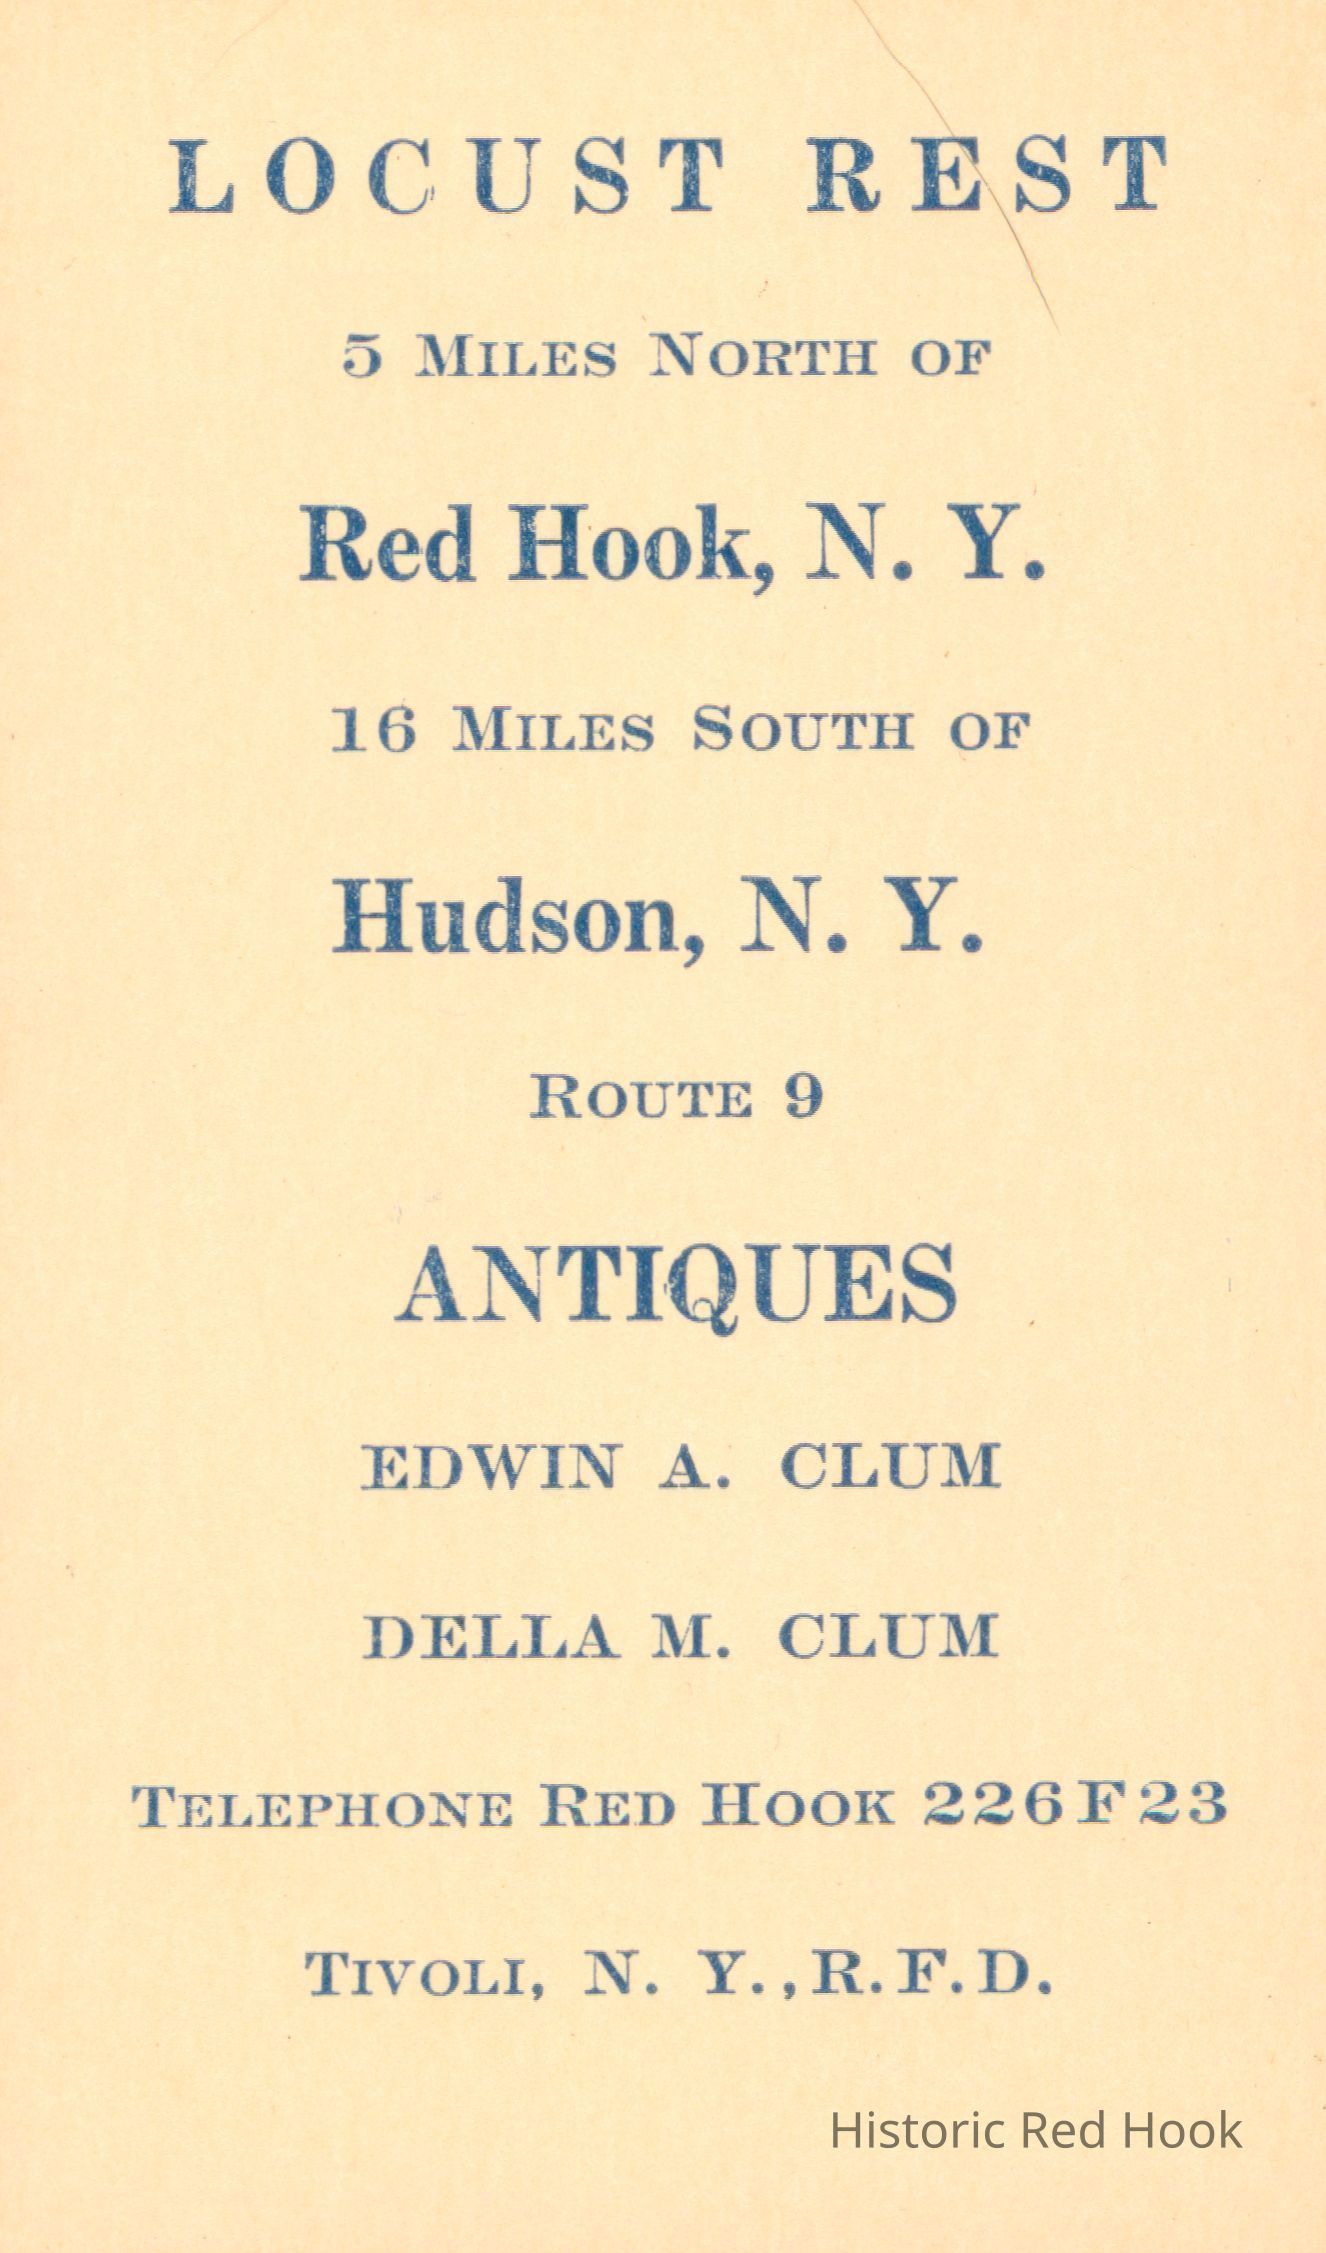 LOCUST REST
5 MILES NORTH OF
Red Hook, N. Y.
16 MILES SOUTH OF
Hudson, N. Y.
ROUTE 9
ANTIQUES
EDWIN A. CLUM
DELLA M. CLUM
TELEPHONE RED HOOK 226F23
TIVOLI, N. Y.,R.F.D.
Historic Red Hook